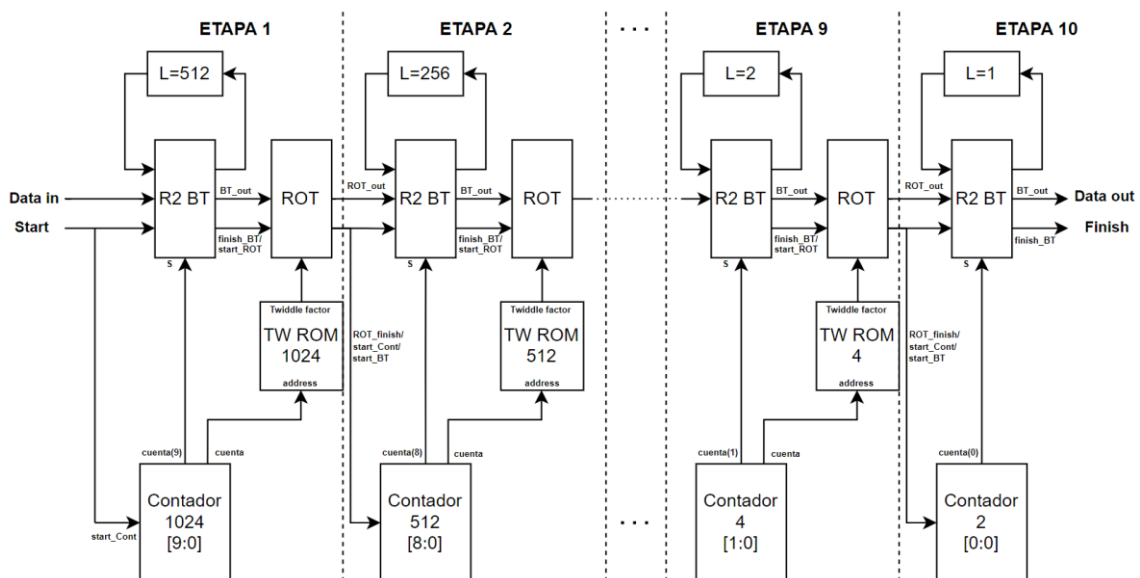 ETAPA 1
ETAPA 2
· · ·
ETAPA 9
ETAPA 10
L=512
L=256
L=2
L=1
Data in
Start
R2 BT
BT_out
finish_BT/
start_ROT
S
ROT
ROT_out
R2 BT
BT_out
finish_BT/
start_ROT
S
ROT
R2 BT
BT_out
finish_BT/
start_ROT
S
ROT
ROT_out
R2 BT
BT_out
finish_BT
S
Data out
Finish
Twiddle factor
TW ROM
1024
address
ROT_finish/
start_Cont/
start_BT
Twiddle factor
TW ROM
512
address
Twiddle factor
TW ROM
4
address
ROT_finish/
start_Cont/
start_BT
cuenta(9)
cuenta
cuenta(8)
cuenta
cuenta(1)
cuenta
cuenta(0)
start_Cont
Contador
1024
[9:0]
Contador
512
[8:0]
· · ·
Contador
4
[1:0]
Contador
2
[0:0]